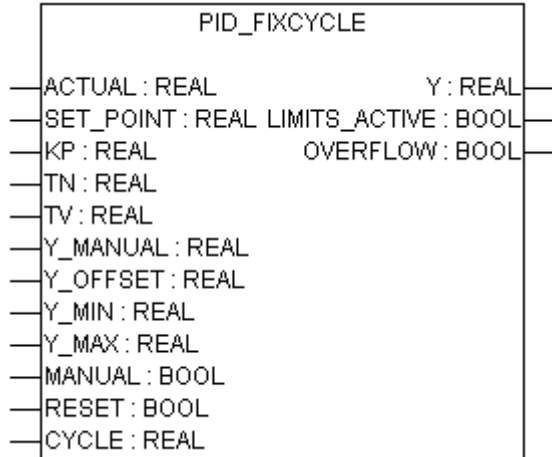 PID_FIXCYCLE
ACTUAL : REAL Y : REAL
SET_POINT : REAL LIMITS_ACTIVE : BOOL
KP : REAL OVERFLOW : BOOL
TN : REAL
TV : REAL
Y_MANUAL : REAL
Y_OFFSET : REAL
Y_MIN : REAL
Y_MAX : REAL
MANUAL : BOOL
RESET : BOOL
CYCLE : REAL